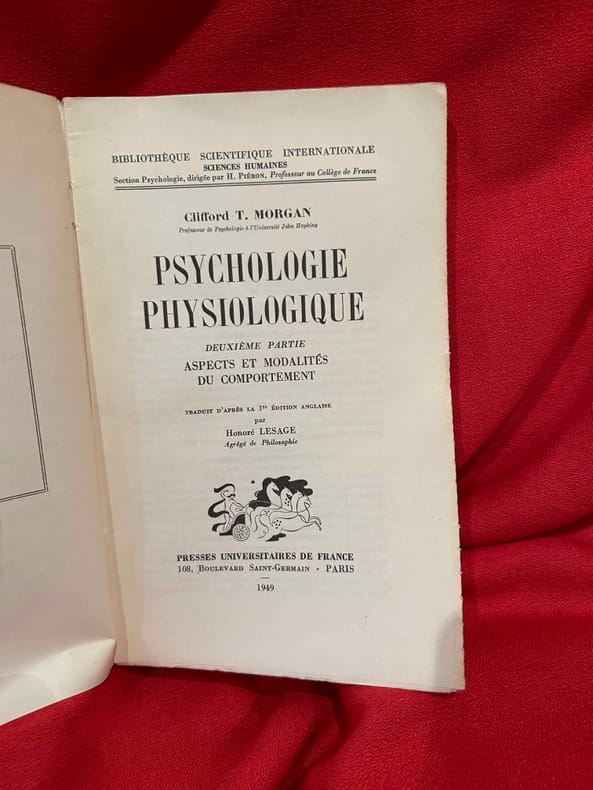 BIBLIOTHÈQUE SCIENTIFIQUE INTERNATIONALE
SCIENCES HUMAINES
Section Psychologie, dirigée par H. PIÉRON, Professeur au Collège de France
Clifford T. MORGAN
Professeur de Psychologie à l'Université John Hopkins
PSYCHOLOGIE
PHYSIOLOGIQUE
DEUXIÈME PARTIE
ASPECTS ET MODALITÉS
DU COMPORTEMENT
TRADUIT D'APRÈS LA 1re ÉDITION ANGLAISE
par
Honoré LESAGE
Agrégé de Philosophie
PRESSES UNIVERSITAIRES DE FRANCE
108, BOULEVARD SAINT-GERMAIN - PARIS
1949